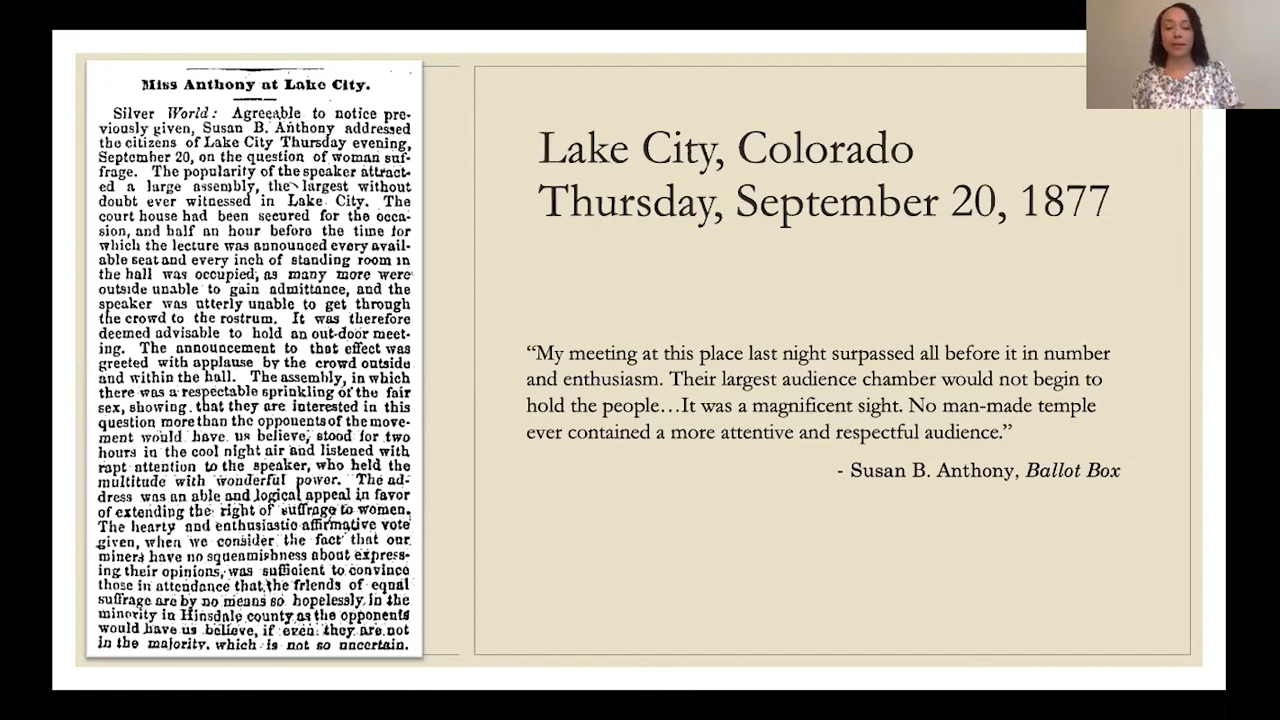 Miss Anthony at Lake City.
Silver World: Agreeable to notice pre-
viously given, Susan B. Anthony addressed
the citizens of Lake City Thursday evening,
September 20, on the question of woman suf-
frage. The popularity of the speaker attract-
ed a large assembly, the largest without
doubt ever witnessed in Lake City. The
court house had been secured for the occa-
sion, and half an hour before the time for
which the lecture was announced every avail-
able seat and every inch of standing room in
the hall was occupied, as many more were
outside unable to gain admittance, and the
speaker was utterly unable to get through
the crowd to the rostrum. It was therefore
deemed advisable to hold an out-door meet-
ing. The announcement to that effect was
greeted with applause by the crowd outside
and within the hall. The assembly, in which
there was a respectable sprinkling of the fair
sex, showing that they are interested in this
question more than the opponents of the move-
ment would have us believe, stood for two
hours in the cool night air and listened with
rapt attention to the speaker, who held the
multitude with wonderful power. The ad-
dress was an able and logical appeal in favor
of extending the right of suffrage to women.
The hearty and enthusiastic affirmative vote
given, when we consider the fact that our
miners have no squeamishness about express-
ing their opinions, was sufficient to convince
those in attendance that the friends of equal
suffrage are by no means so hopelessly in the
minority in Hinsdale county as the opponents
would have us believe, if even they are not
in the majority, which is not so uncertain.
Lake City, Colorado
Thursday, September 20, 1877
“My meeting at this place last night surpassed all before it in number
and enthusiasm. Their largest audience chamber would not begin to
hold the people…It was a magnificent sight. No man-made temple
ever contained a more attentive and respectful audience.”
- Susan B. Anthony, Ballot Box